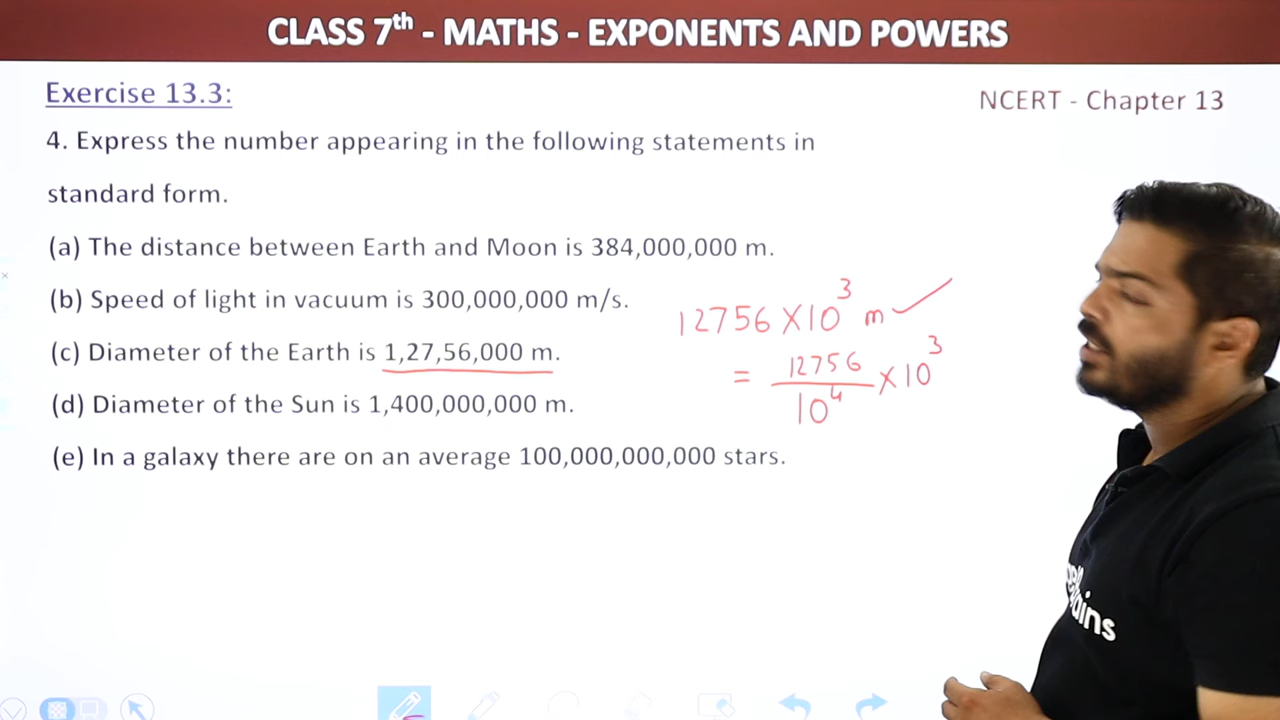 CLASS 7th - MATHS - EXPONENTS AND POWERS
Exercise 13.3:
NCERT - Chapter 13
4. Express the number appearing in the following statements in
standard form.
(a) The distance between Earth and Moon is 384,000,000 m.
(b) Speed of light in vacuum is 300,000,000 m/s.
(c) Diameter of the Earth is 1,27,56,000 m.
(d) Diameter of the Sun is 1,400,000,000 m.
(e) In a galaxy there are on an average 100,000,000,000 stars.
12756 X 10³ m ✓
= 12756/10⁴ X 10³